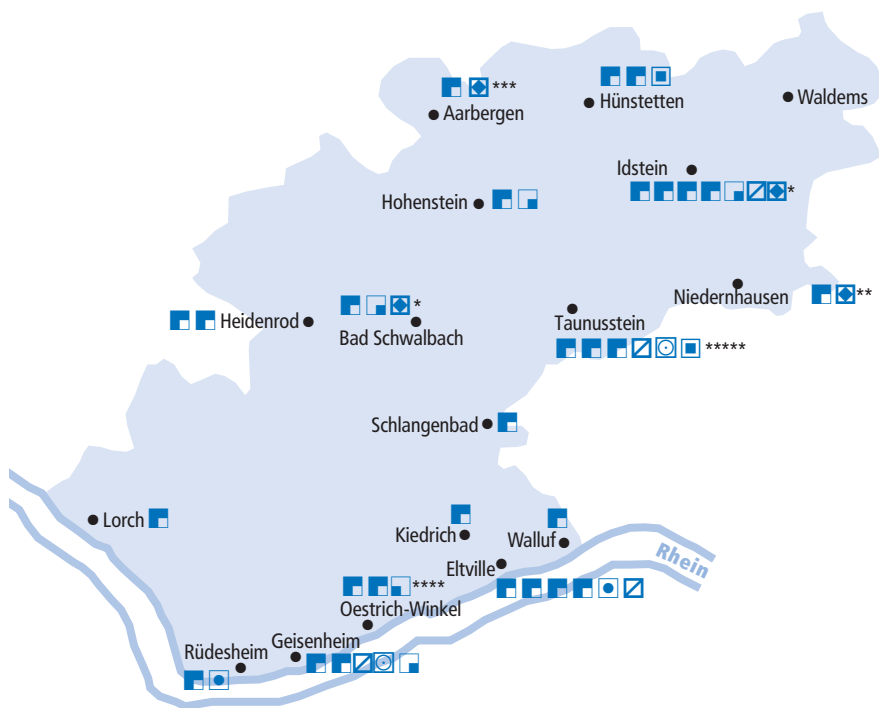 ***
Aarbergen
Hünstetten
Waldems
Idstein
*
Hohenstein
Niedernhausen
**
*
Heidenrod
Bad Schwalbach
Taunusstein
*****
Schlangenbad
Lorch
Kiedrich
Walluf
Rhein
Eltville
****
Oestrich-Winkel
Geisenheim
Rüdesheim